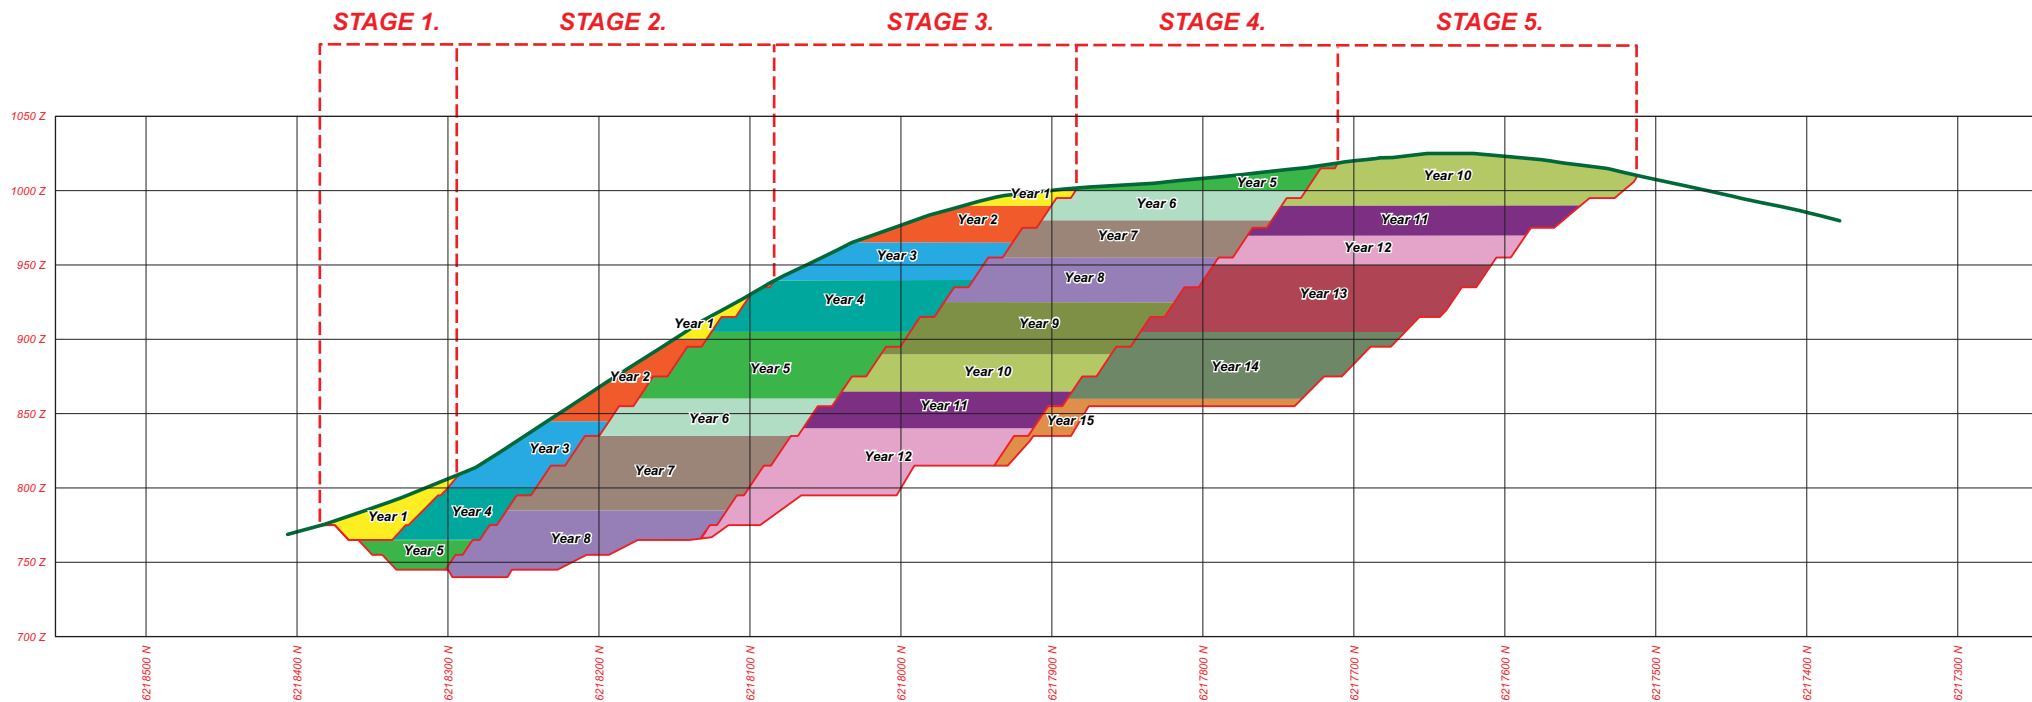 STAGE 1. STAGE 2. STAGE 3. STAGE 4. STAGE 5.
1050 Z
1000 Z
950 Z
900 Z
850 Z
800 Z
750 Z
700 Z
Year 1
Year 5
Year 1
Year 2
Year 3
Year 4
Year 5
Year 6
Year 7
Year 8
Year 1
Year 2
Year 3
Year 4
Year 5
Year 6
Year 7
Year 8
Year 9
Year 10
Year 11
Year 12
Year 10
Year 11
Year 12
Year 13
Year 14
Year 15
6218500 N
6218400 N
6218300 N
6218200 N
6218100 N
6218000 N
6217900 N
6217800 N
6217700 N
6217600 N
6217500 N
6217400 N
6217300 N